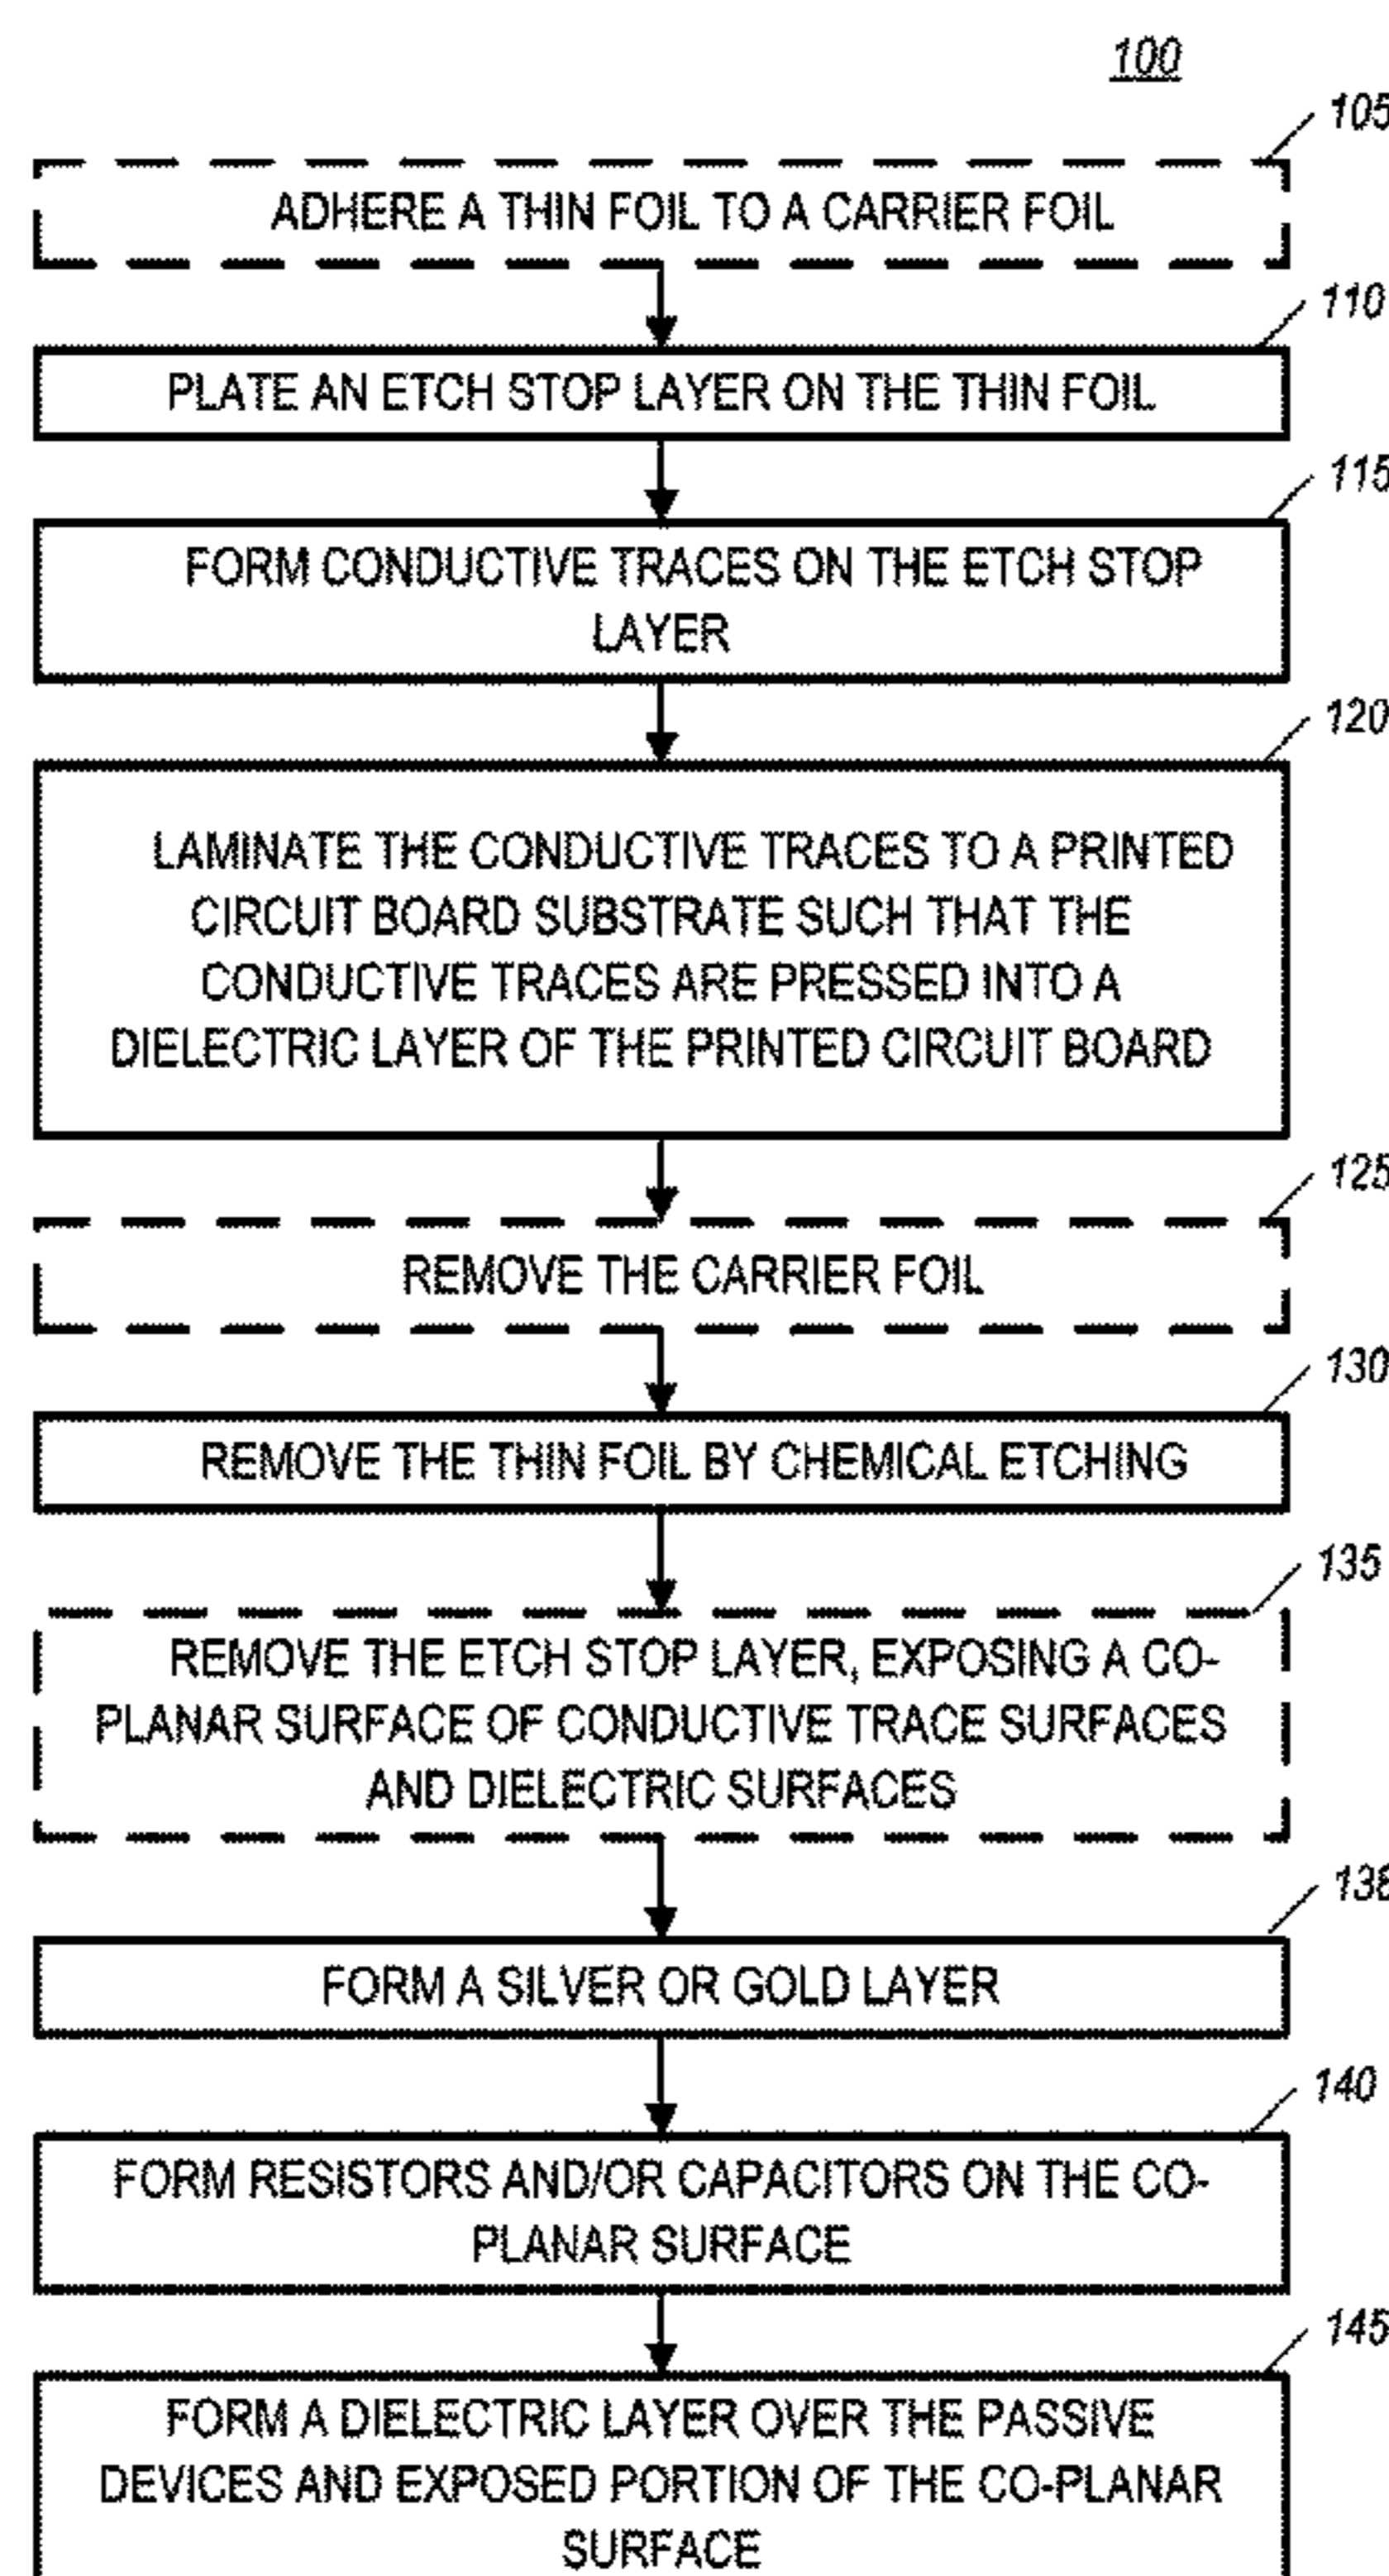 100
105
ADHERE A THIN FOIL TO A CARRIER FOIL
110
PLATE AN ETCH STOP LAYER ON THE THIN FOIL
115
FORM CONDUCTIVE TRACES ON THE ETCH STOP
LAYER
120
LAMINATE THE CONDUCTIVE TRACES TO A PRINTED
CIRCUIT BOARD SUBSTRATE SUCH THAT THE
CONDUCTIVE TRACES ARE PRESSED INTO A
DIELECTRIC LAYER OF THE PRINTED CIRCUIT BOARD
125
REMOVE THE CARRIER FOIL
130
REMOVE THE THIN FOIL BY CHEMICAL ETCHING
135
REMOVE THE ETCH STOP LAYER, EXPOSING A CO-
PLANAR SURFACE OF CONDUCTIVE TRACE SURFACES
AND DIELECTRIC SURFACES
FORM A SILVER OR GOLD LAYER
140
FORM RESISTORS AND/OR CAPACITORS ON THE CO-
PLANAR SURFACE
145
FORM A DIELECTRIC LAYER OVER THE PASSIVE
DEVICES AND EXPOSED PORTION OF THE CO-PLANAR
SURFACE